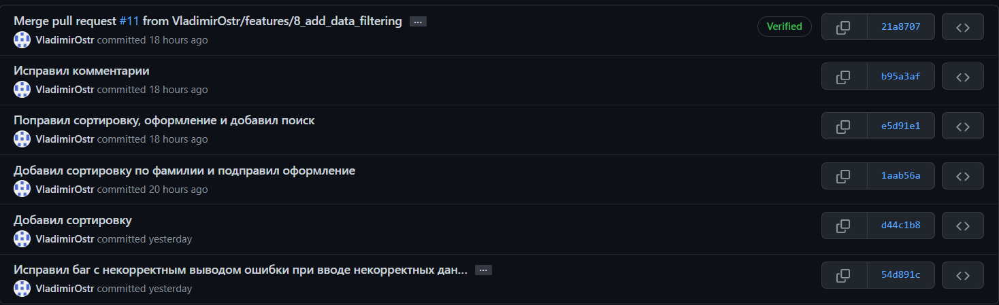 Merge pull request #11 from VladimirOstr/features/8_add_data_filtering ...
VladimirOstr committed 18 hours ago
Verified
21a8707
Исправил комментарии
VladimirOstr committed 18 hours ago
b95a3af
Поправил сортировку, оформление и добавил поиск
VladimirOstr committed 18 hours ago
e5d91e1
Добавил сортировку по фамилии и подправил оформление
VladimirOstr committed 20 hours ago
1aab56a
Добавил сортировку
VladimirOstr committed yesterday
d44c1b8
Исправил баг с некорректным выводом ошибки при вводе некорректных дан... ...
VladimirOstr committed yesterday
54d891c